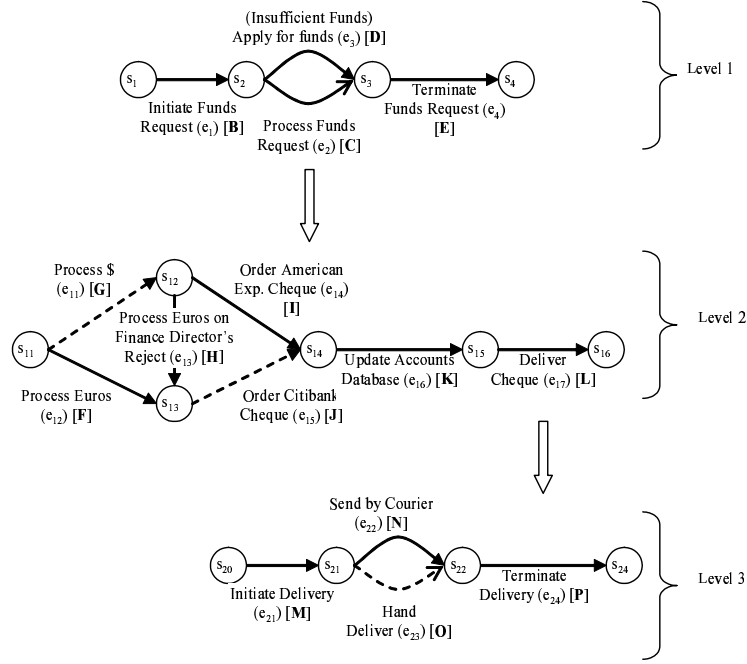 (Insufficient Funds)
Apply for funds (e3) [D]
s1
s2
s3
s4
Level 1
Initiate Funds
Request (e1) [B]
Terminate
Funds Request (e4)
[E]
Process Funds
Request (e2) [C]
Process $
(e11) [G]
s12
Order American
Exp. Cheque (e14)
[I]
Process Euros on
Finance Director's
Reject (e13) [H]
Level 2
s11
s14
s15
s16
Update Accounts
Database (e16) [K]
Deliver
Cheque (e17) [L]
Process Euros
(e12) [F]
s13
Order Citibank
Cheque (e15) [J]
Send by Courier
(e22) [N]
s20
s21
s22
s24
Level 3
Initiate Delivery
(e21) [M]
Terminate
Delivery (e24) [P]
Hand
Deliver (e23) [O]